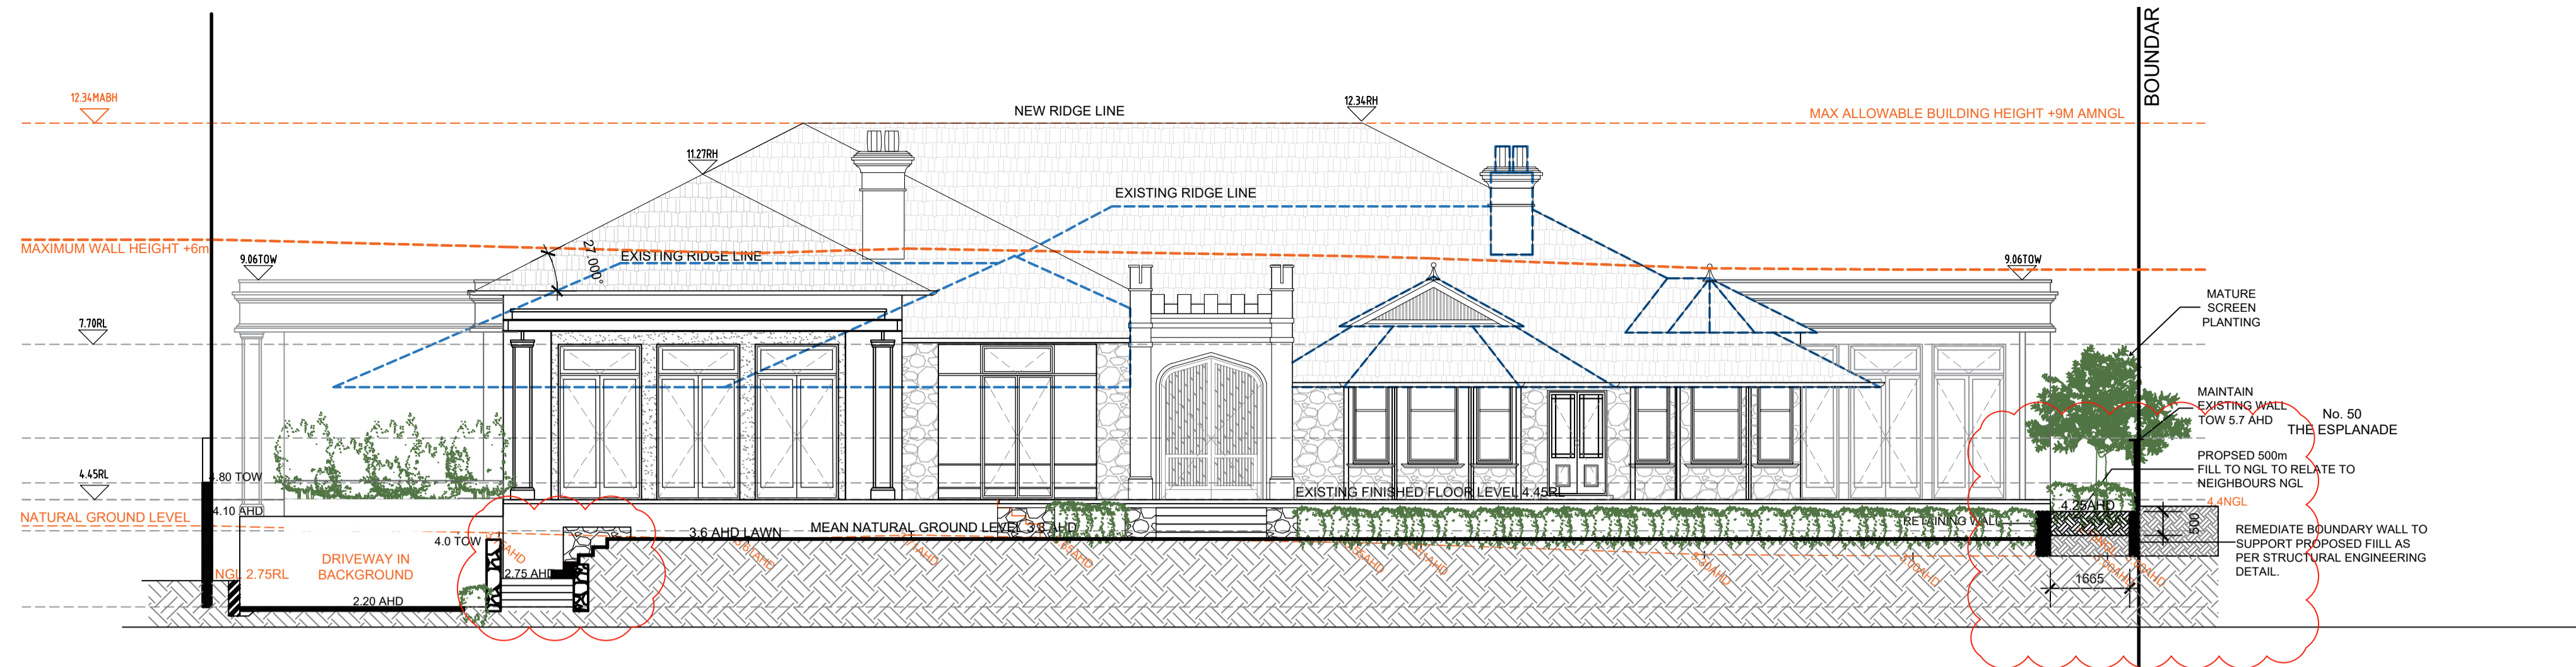 BOUNDAR
12.34MABH
NEW RIDGE LINE
12.34RH
MAX ALLOWABLE BUILDING HEIGHT +9M AMNGL
11.27RH
EXISTING RIDGE LINE
MAXIMUM WALL HEIGHT +6m
27.000°
EXISTING RIDGE LINE
9.06TOW
9.06TOW
MATURE
SCREEN
PLANTING
7.70RL
MAINTAIN
EXISTING WALL
TOW 5.7 AHD
No. 50
THE ESPLANADE
PROPSED 500m
FILL TO NGL TO RELATE TO
NEIGHBOURS NGL
4.45RL
4.80 TOW
EXISTING FINISHED FLOOR LEVEL 4.45RL
4.4NGL
4.10 AHD
4.25AHD
NATURAL GROUND LEVEL
RETAINING WALL
500
MEAN NATURAL GROUND LEVEL 3.8 AHD
3.6 AHD LAWN
4.0 TOW
REMEDIATE BOUNDARY WALL TO
SUPPORT PROPOSED FIILL AS
PER STRUCTURAL ENGINEERING
DETAIL.
DRIVEWAY IN
BACKGROUND
NGL 2.75RL
2.75 AHD
3.30AHD
3.00AHD
1665
2.20 AHD